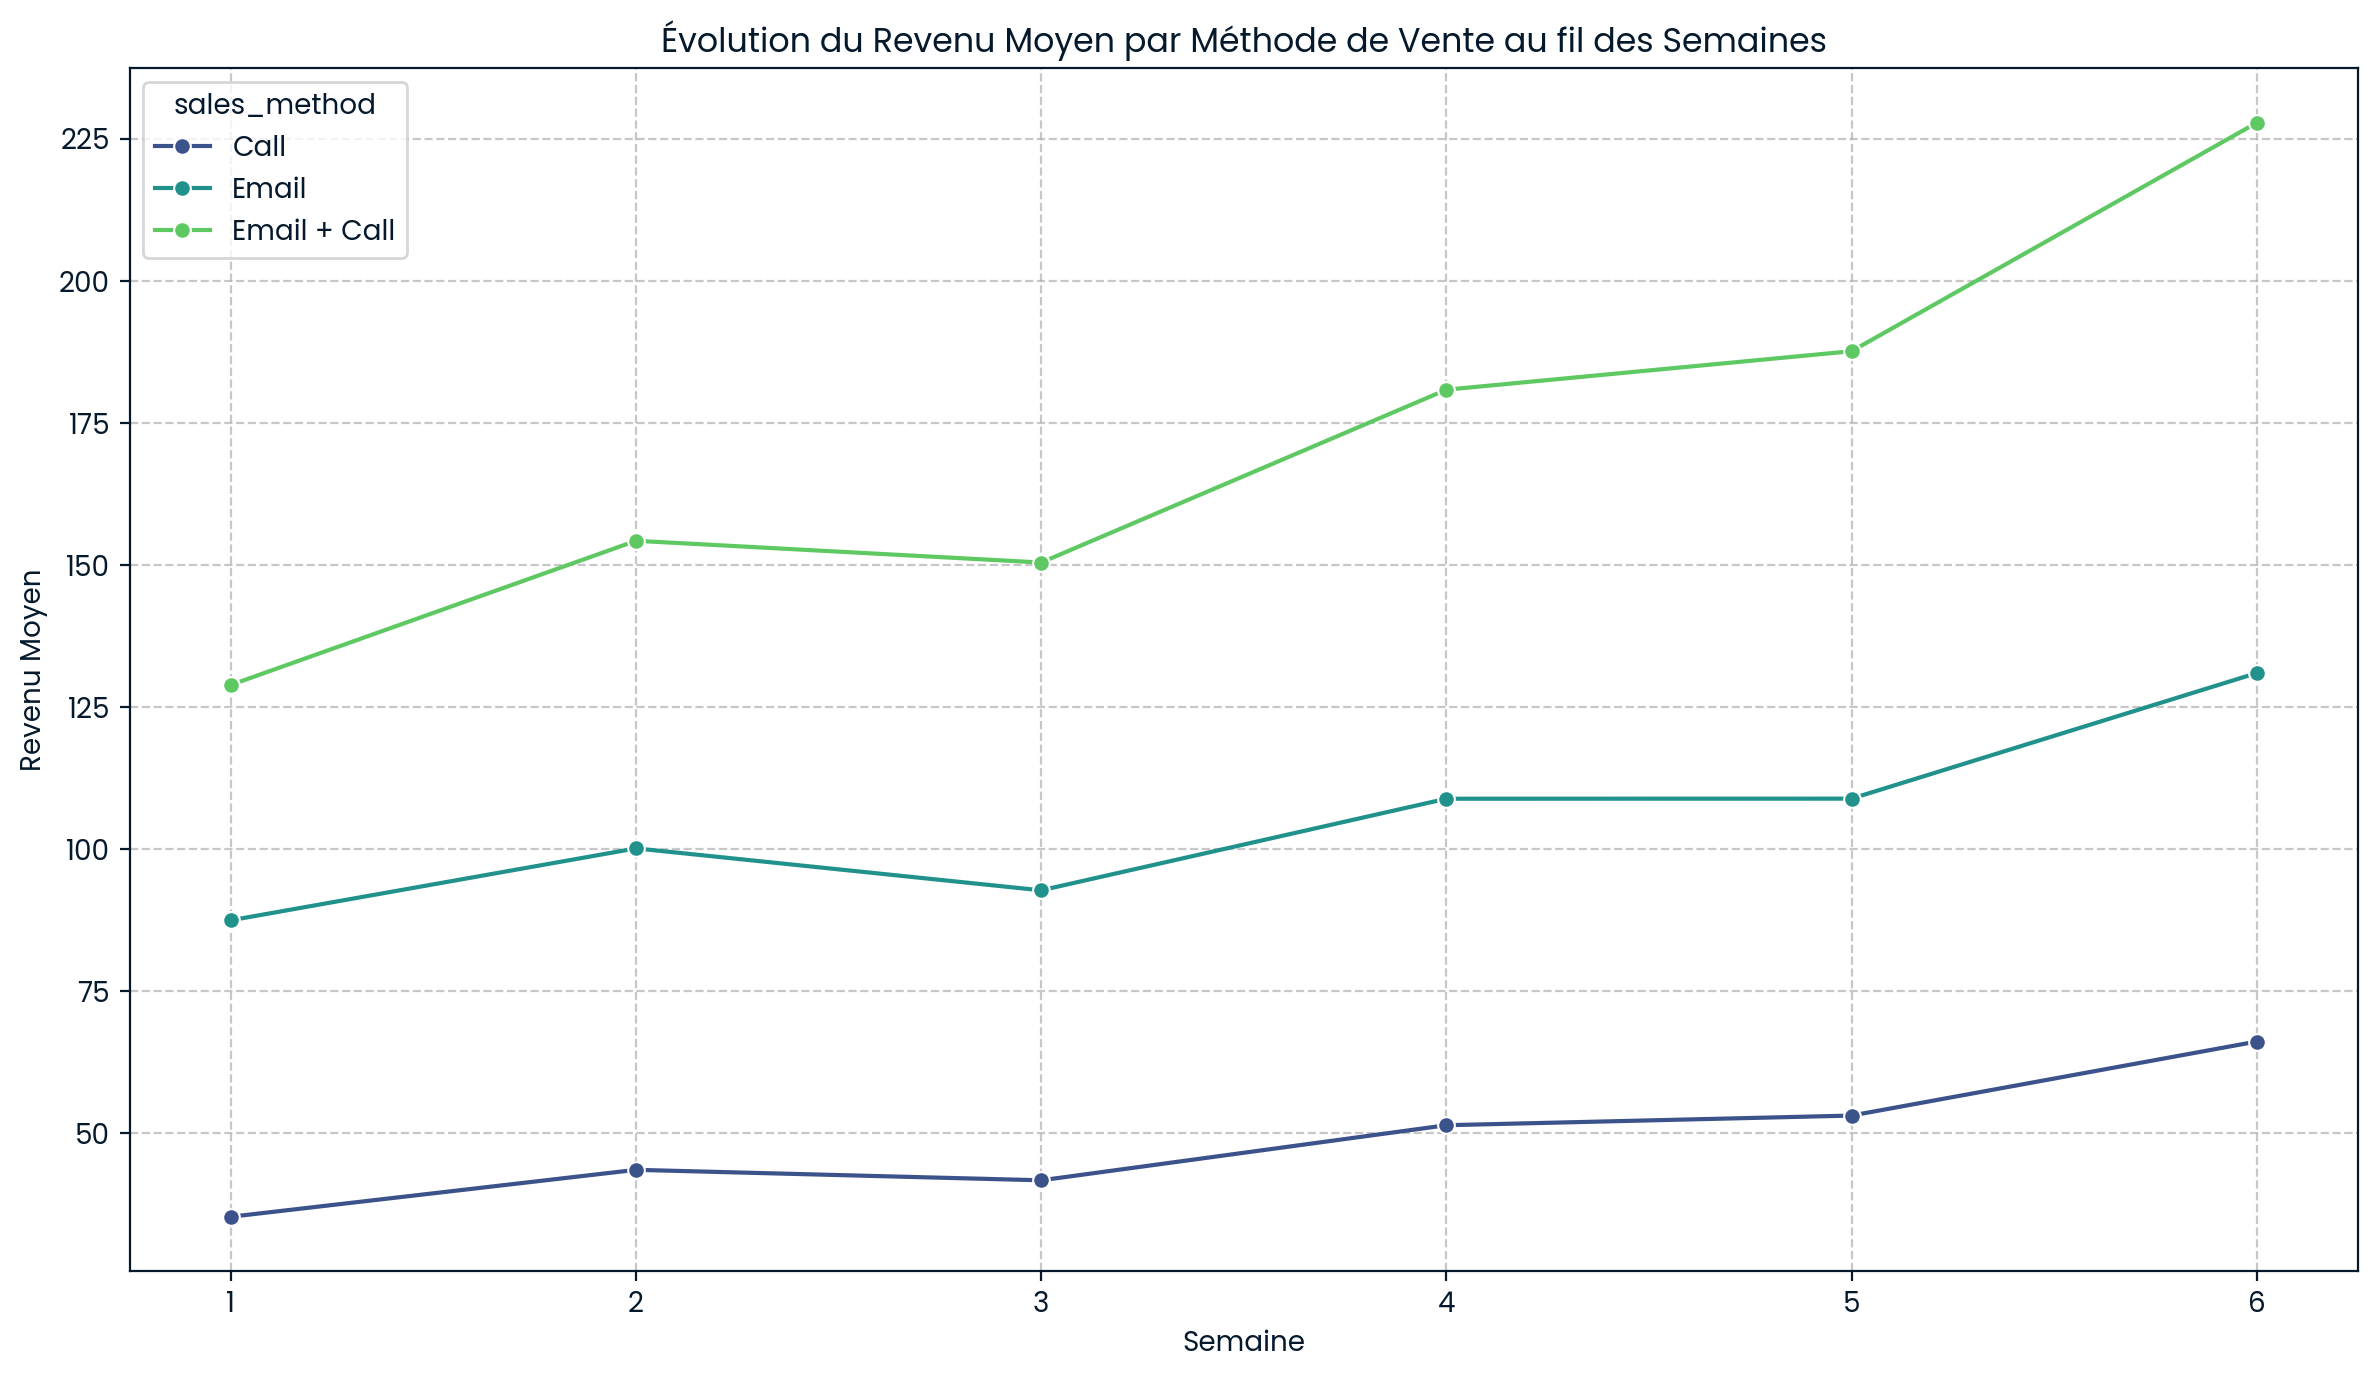 Évolution du Revenu Moyen par Méthode de Vente au fil des Semaines
sales_method
Call
Email
Email + Call
225
200
175
150
125
100
75
50
Revenu Moyen
1 2 3 4 5 6
Semaine